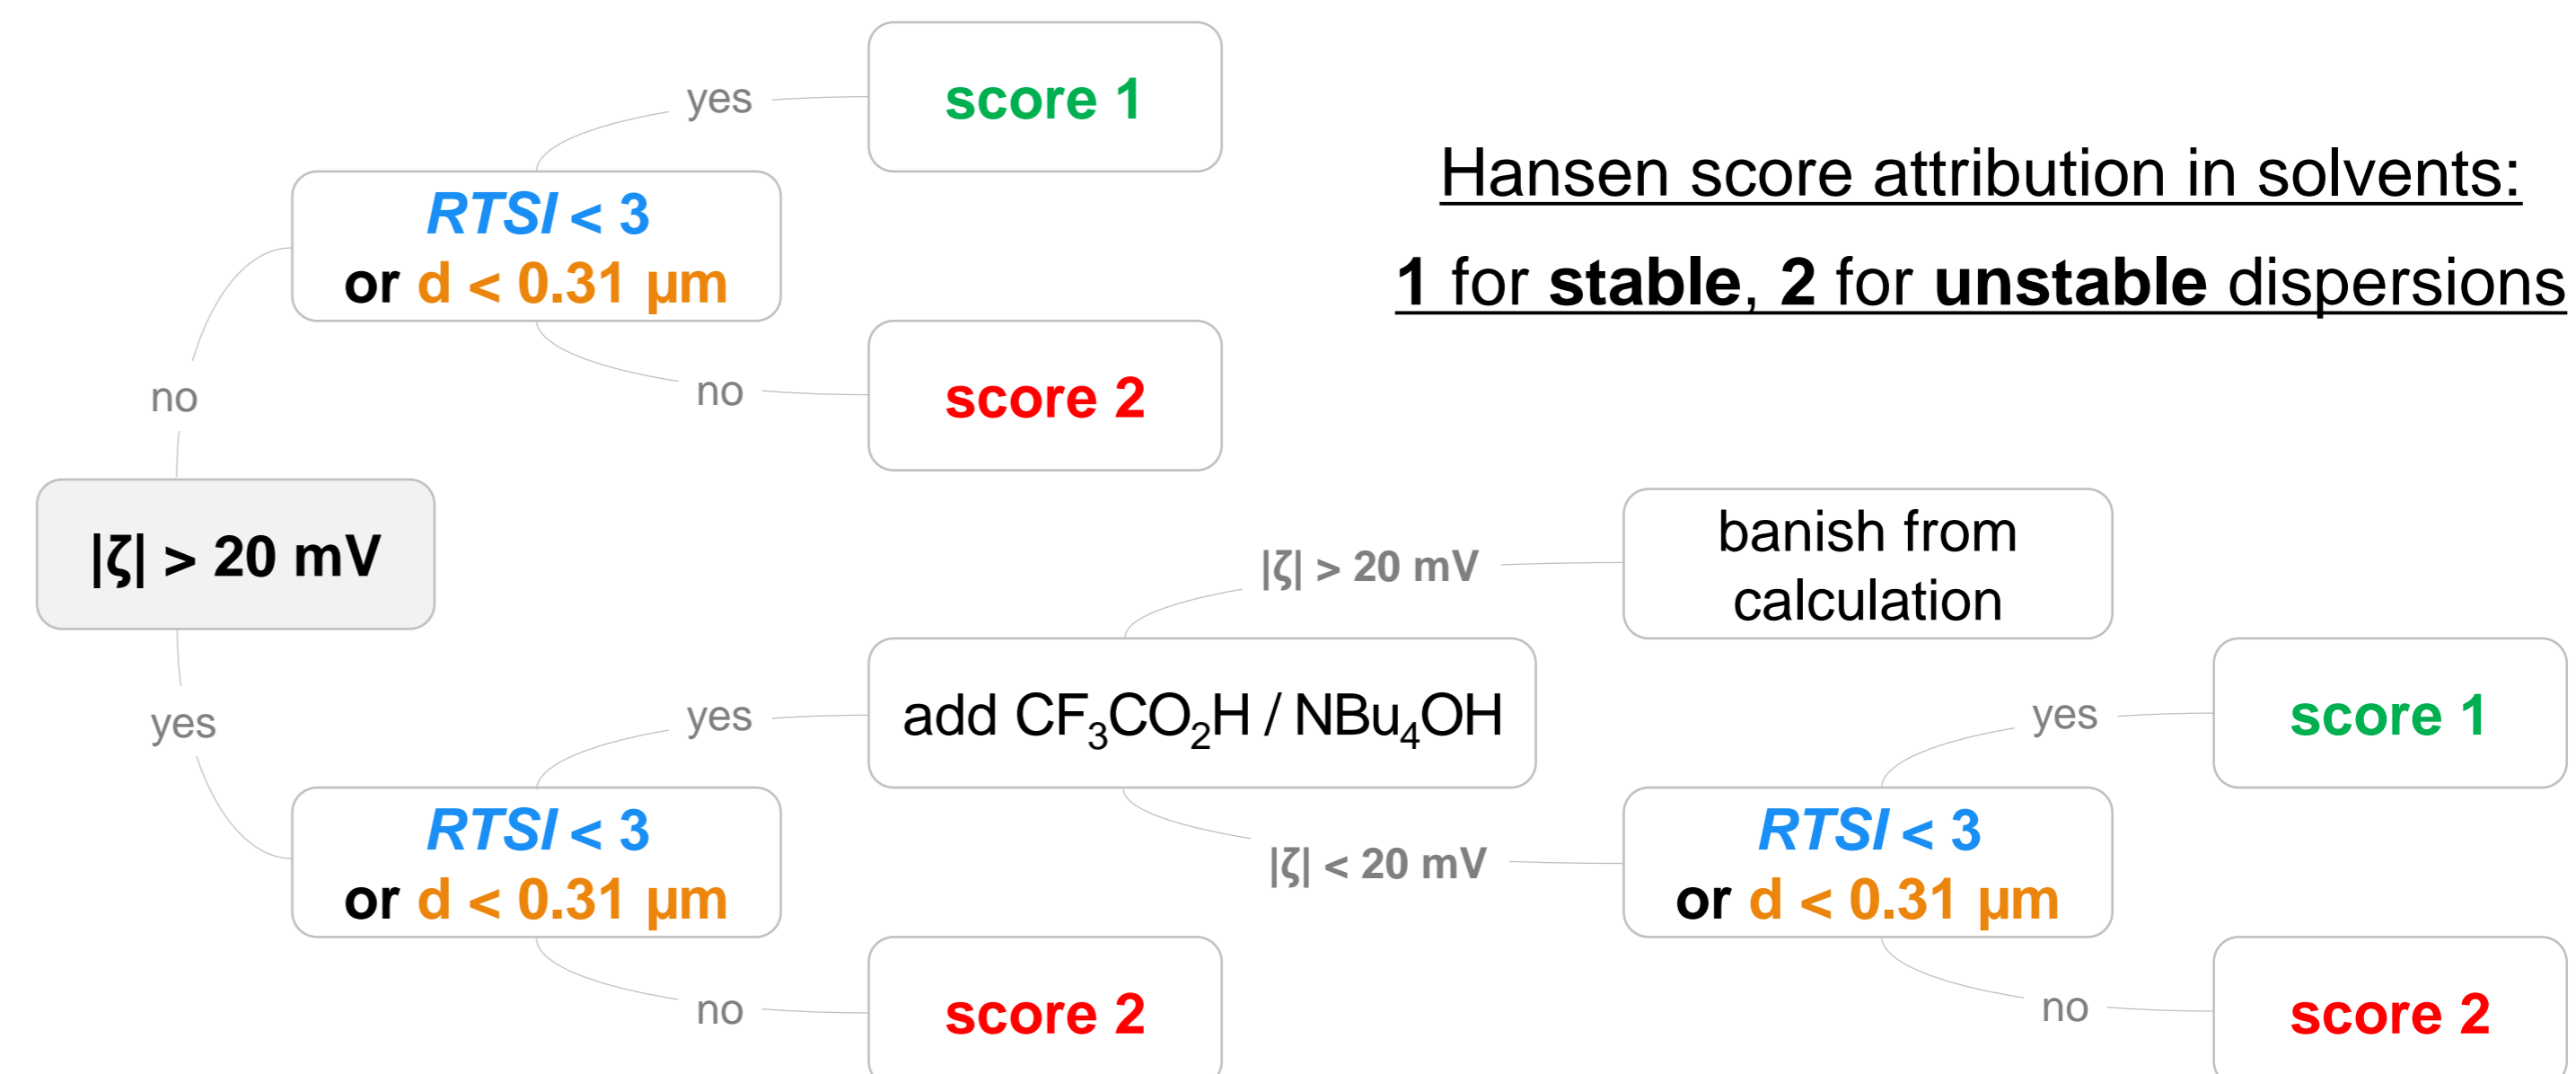 Hansen score attribution in solvents:
1 for stable, 2 for unstable dispersions
|ζ| > 20 mV
no
RTSI < 3
or d < 0.31 µm
yes
score 1
no
score 2
yes
RTSI < 3
or d < 0.31 µm
yes
add CF₃CO₂H / NBu₄OH
|ζ| > 20 mV
banish from
calculation
|ζ| < 20 mV
RTSI < 3
or d < 0.31 µm
yes
score 1
no
score 2
no
score 2